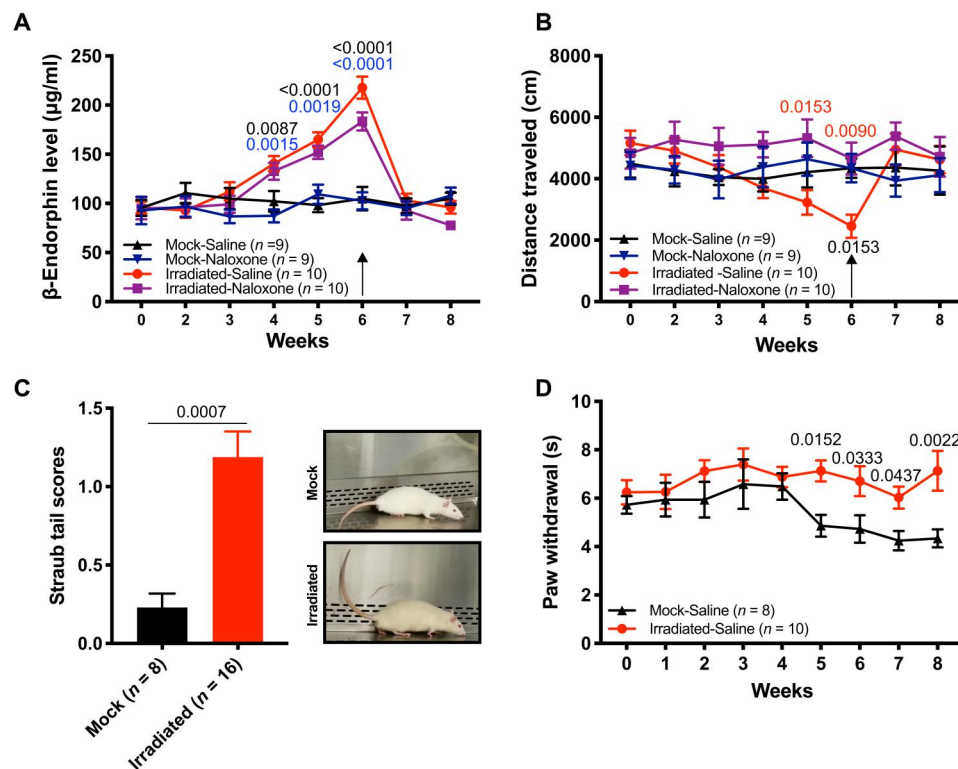 A
β-Endorphin level (μg/ml)
250
200
150
100
50
0
<0.0001
<0.0001
<0.0001
0.0019
0.0087
0.0015
Mock-Saline (n =9)
Mock-Naloxone (n = 9)
Irradiated-Saline (n = 10)
Irradiated-Naloxone (n = 10)
0 2 3 4 5 6 7 8
Weeks
B
Distance traveled (cm)
8000
6000
4000
2000
0
0.0153
0.0090
0.0153
Mock-Saline (n =9)
Mock-Naloxone (n = 9)
Irradiated -Saline (n = 10)
Irradiated-Naloxone (n = 10)
0 2 3 4 5 6 7 8
Weeks
C
Straub tail scores
1.5
1.0
0.5
0.0
0.0007
Mock (n = 8)
Irradiated (n = 16)
Mock
Irradiated
D
Paw withdrawal (s)
10
8
6
4
2
0
0.0152
0.0333
0.0437
0.0022
Mock-Saline (n = 8)
Irradiated-Saline (n = 10)
0 1 2 3 4 5 6 7 8
Weeks